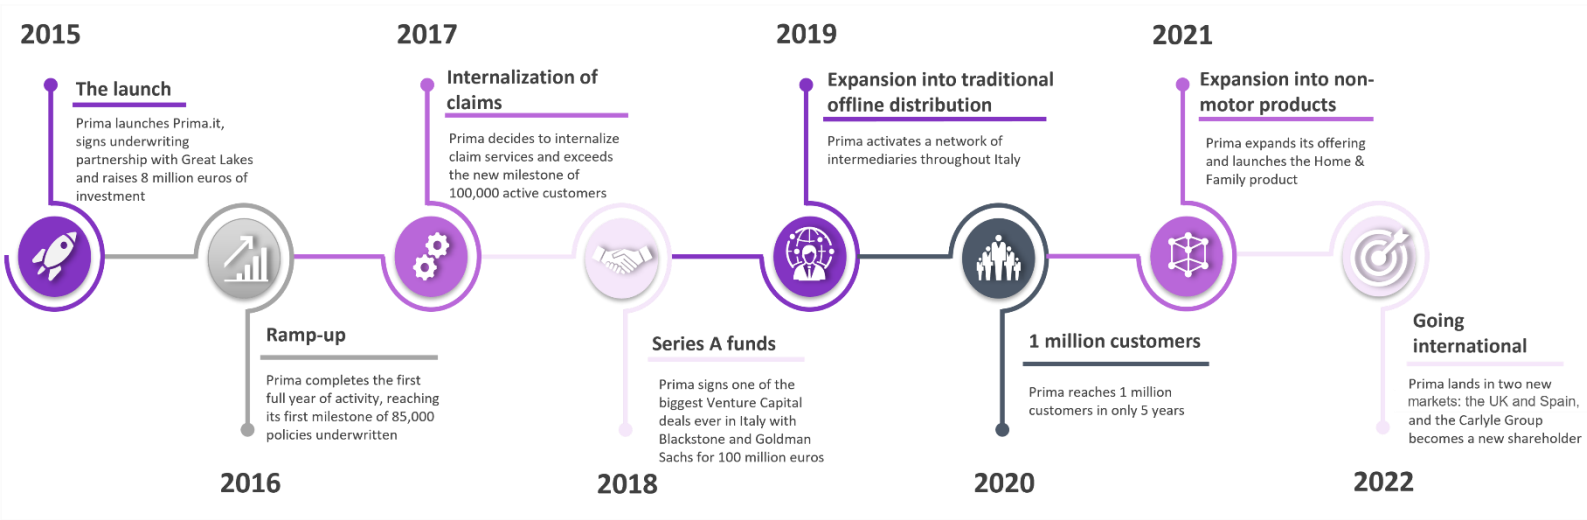 2015
The launch
Prima launches Prima.it,
signs underwriting
partnership with Great Lakes
and raises 8 million euros of
investment
Ramp-up
Prima completes the first
full year of activity, reaching
its first milestone of 85,000
policies underwritten
2016
2017
Internalization of
claims
Prima decides to internalize
claim services and exceeds
the new milestone of
100,000 active customers
Series A funds
Prima signs one of the
biggest Venture Capital
deals ever in Italy with
Blackstone and Goldman
Sachs for 100 million euros
2018
2019
Expansion into traditional
offline distribution
Prima activates a network of
intermediaries throughout Italy
1 million customers
Prima reaches 1 million
customers in only 5 years
2020
2021
Expansion into non-
motor products
Prima expands its offering
and launches the Home &
Family product
Going
international
Prima lands in two new
markets: the UK and Spain,
and the Carlyle Group
becomes a new shareholder
2022